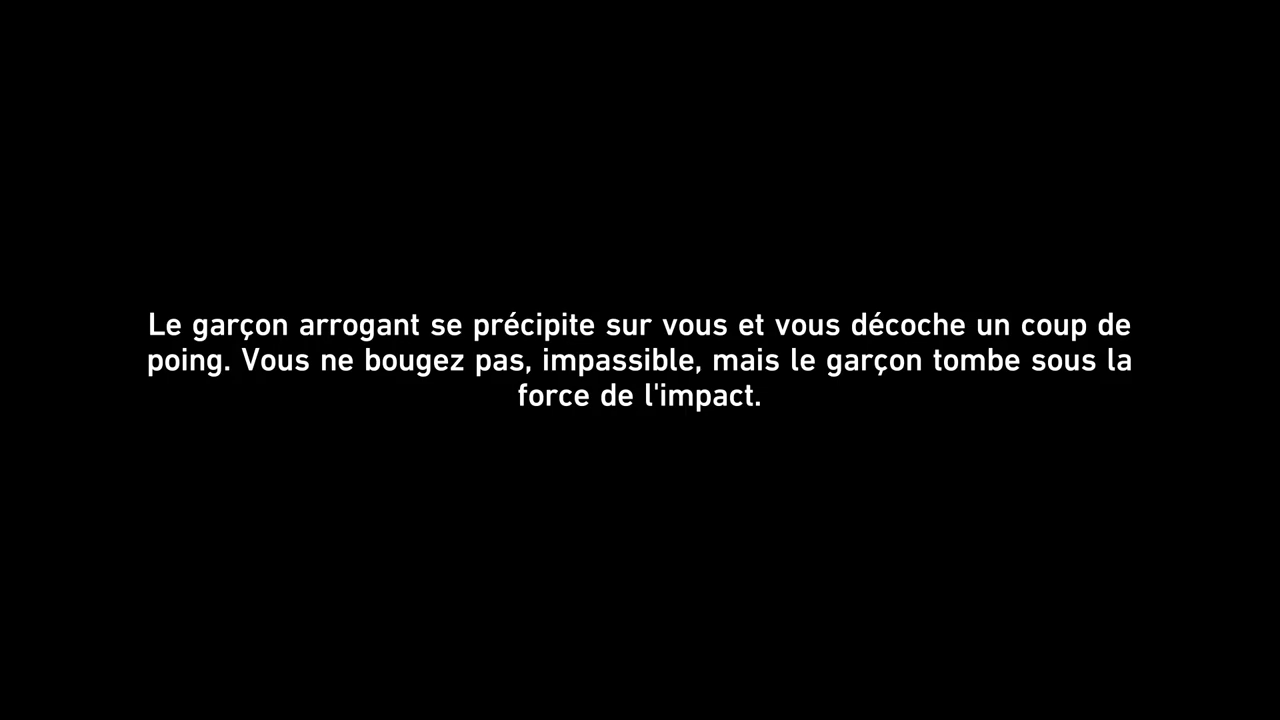 Le garçon arrogant se précipite sur vous et vous décoche un coup de
poing. Vous ne bougez pas, impassible, mais le garçon tombe sous la
force de l'impact.